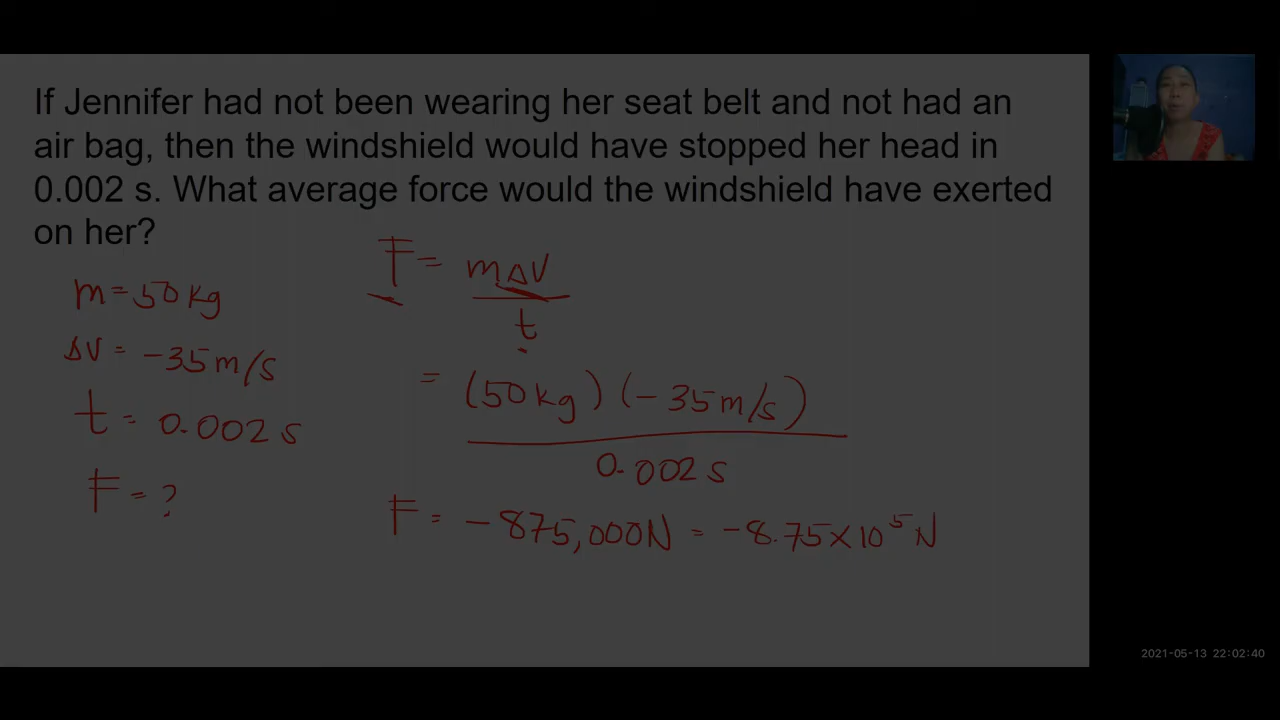 If Jennifer had not been wearing her seat belt and not had an
air bag, then the windshield would have stopped her head in
0.002 s. What average force would the windshield have exerted
on her?
m = 50 kg
ΔV = -35 m/s
t = 0.002 s
F = ?
F = mΔV
t
= (50 kg) (-35 m/s)
0.002 s
F = -875,000N = -8.75 x 10⁵ N
2021-05-13 22:02:40